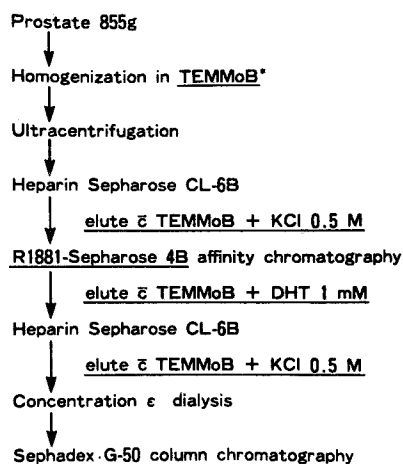 Prostate 855g
Homogenization in TEMMoB*
Ultracentrifugation
Heparin Sepharose CL-6B
elute c̄ TEMMoB + KCl 0.5 M
R1881-Sepharose 4B affinity chromatography
elute c̄ TEMMoB + DHT 1 mM
Heparin Sepharose CL-6B
elute c̄ TEMMoB + KCl 0.5 M
Concentration ε dialysis
Sephadex·G-50 column chromatography